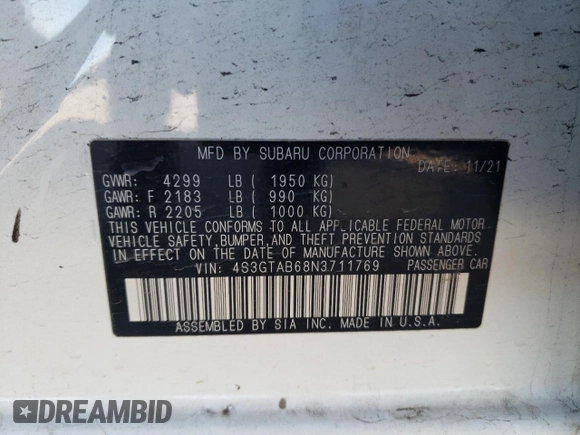 MFD BY SUBARU CORPORATION
DATE: 11/21
GVWR: 4299 LB ( 1950 KG)
GAWR: F 2183 LB ( 990 KG)
GAWR: R 2205 LB ( 1000 KG)
THIS VEHICLE CONFORMS TO ALL APPLICABLE FEDERAL MOTOR
VEHICLE SAFETY, BUMPER, AND THEFT PREVENTION STANDARDS
IN EFFECT ON THE DATE OF MANUFACTURE SHOWN ABOVE.
VIN: 4S3GTAB68N3711769 PASSENGER CAR
ASSEMBLED BY SIA INC. MADE IN U.S.A.
DREAMBID